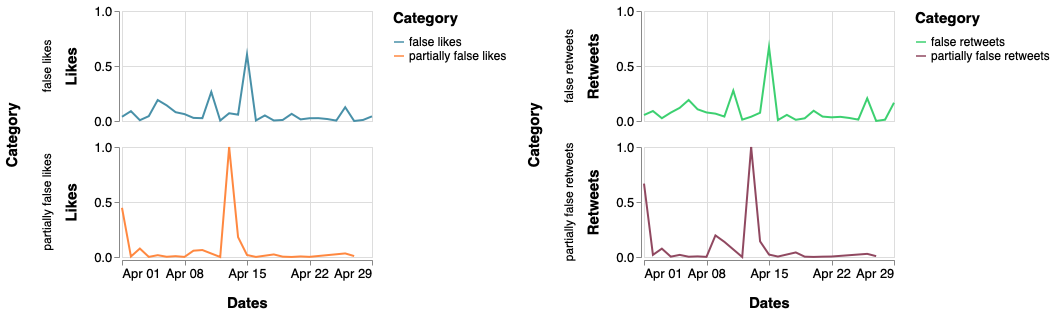 Category
false likes
Likes
1.0
0.5
0.0
partially false likes
Likes
1.0
0.5
0.0
Apr 01 Apr 08 Apr 15 Apr 22 Apr 29
Dates
Category
false likes
partially false likes
Category
false retweets
Retweets
1.0
0.5
0.0
partially false retweets
Retweets
1.0
0.5
0.0
Apr 01 Apr 08 Apr 15 Apr 22 Apr 29
Dates
Category
false retweets
partially false retweets